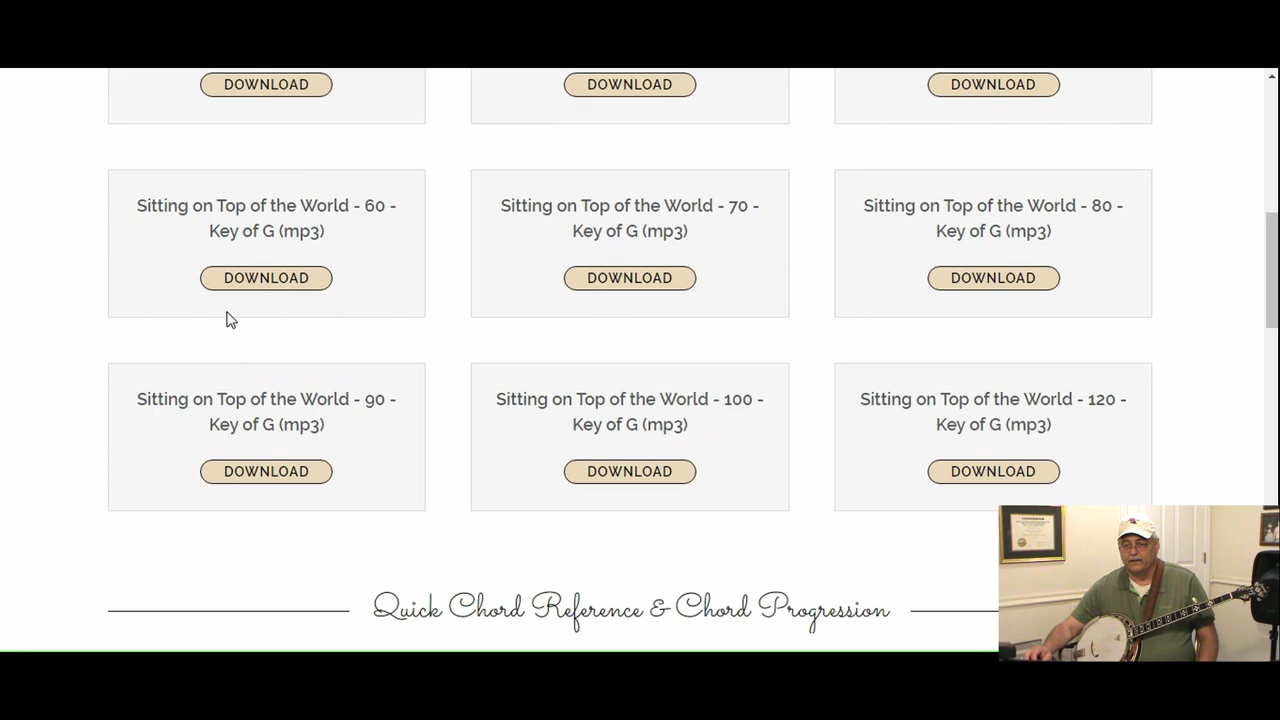 DOWNLOAD DOWNLOAD DOWNLOAD
Sitting on Top of the World - 60 -
Key of G (mp3)
DOWNLOAD
Sitting on Top of the World - 70 -
Key of G (mp3)
DOWNLOAD
Sitting on Top of the World - 80 -
Key of G (mp3)
DOWNLOAD
Sitting on Top of the World - 90 -
Key of G (mp3)
DOWNLOAD
Sitting on Top of the World - 100 -
Key of G (mp3)
DOWNLOAD
Sitting on Top of the World - 120 -
Key of G (mp3)
DOWNLOAD
Quick Chord Reference & Chord Progression